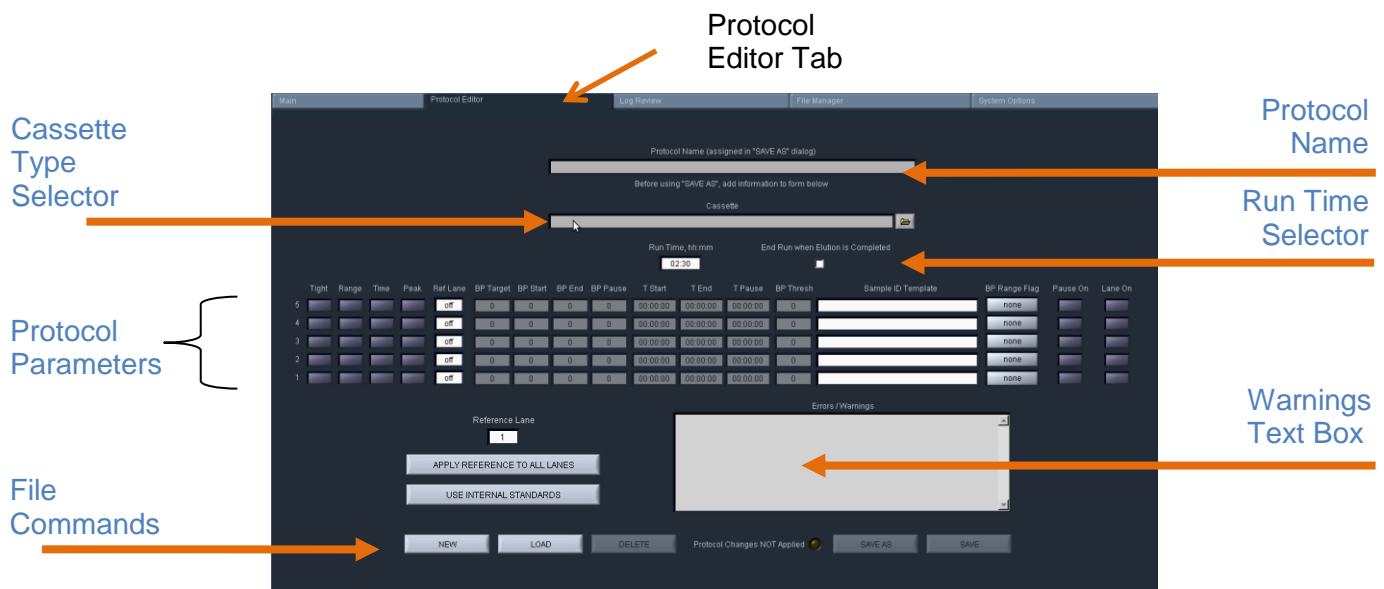 Protocol
Editor Tab
Main Protocol Editor Log Review File Manager System Options
Cassette
Type
Selector
Protocol
Name
Protocol Name (assigned in "SAVE AS" dialog)
Before using "SAVE AS", add information to form below
Cassette
Run Time
Selector
Run Time, hh:mm End Run when Elution is Completed
02:30
Tight Range Time Peak Ref Lane BP Target BP Start BP End BP Pause T Start T End T Pause BP Thresh Sample ID Template BP Range Flag Pause On Lane On
5 off 0 0 0 0 00:00:00 00:00:00 00:00:00 0 none
4 off 0 0 0 0 00:00:00 00:00:00 00:00:00 0 none
3 off 0 0 0 0 00:00:00 00:00:00 00:00:00 0 none
2 off 0 0 0 0 00:00:00 00:00:00 00:00:00 0 none
1 off 0 0 0 0 00:00:00 00:00:00 00:00:00 0 none
Protocol
Parameters
Errors / Warnings
Warnings
Text Box
Reference Lane
1
APPLY REFERENCE TO ALL LANES
USE INTERNAL STANDARDS
File
Commands
NEW LOAD DELETE Protocol Changes NOT Applied SAVE AS SAVE